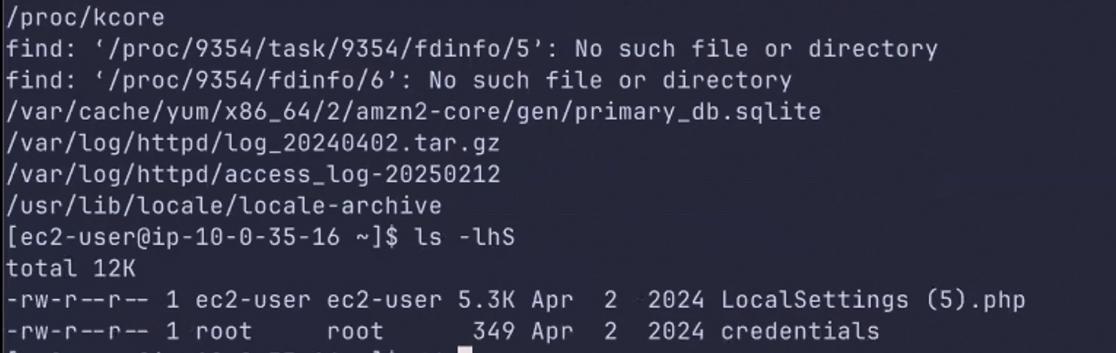 /proc/kcore
find: ‘/proc/9354/task/9354/fdinfo/5’: No such file or directory
find: ‘/proc/9354/fdinfo/6’: No such file or directory
/var/cache/yum/x86_64/2/amzn2-core/gen/primary_db.sqlite
/var/log/httpd/log_20240402.tar.gz
/var/log/httpd/access_log-20250212
/usr/lib/locale/locale-archive
[ec2-user@ip-10-0-35-16 ~]$ ls -lhS
total 12K
-rw-r--r-- 1 ec2-user ec2-user 5.3K Apr  2  2024 LocalSettings (5).php
-rw-r--r-- 1 root     root      349 Apr  2  2024 credentials